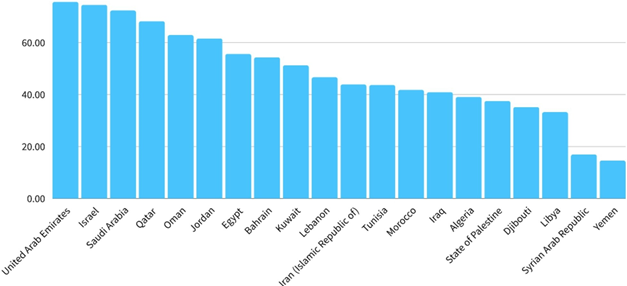 60.00
40.00
20.00
0.00
United Arab Emirates
Israel
Saudi Arabia
Qatar
Oman
Jordan
Egypt
Bahrain
Kuwait
Lebanon
Iran (Islamic Republic of)
Tunisia
Morocco
Iraq
Algeria
State of Palestine
Djibouti
Libya
Syrian Arab Republic
Yemen